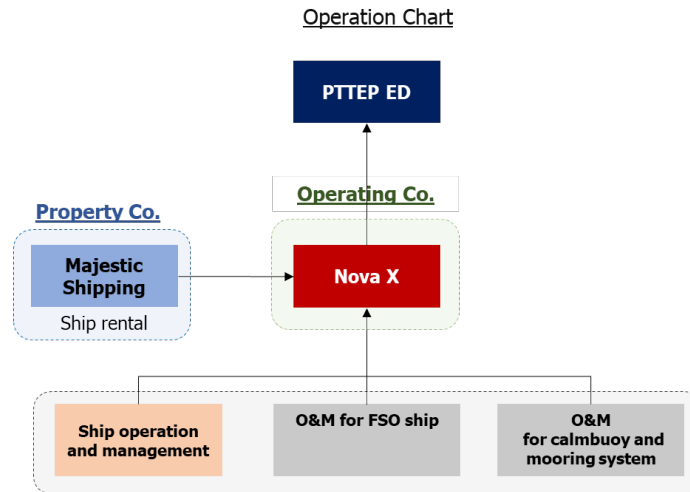 Operation Chart
PTTEP ED
Operating Co.
Property Co.
Majestic
Shipping
Ship rental
Nova X
Ship operation
and management
O&M for FSO ship
O&M
for calmbuoy and
mooring system